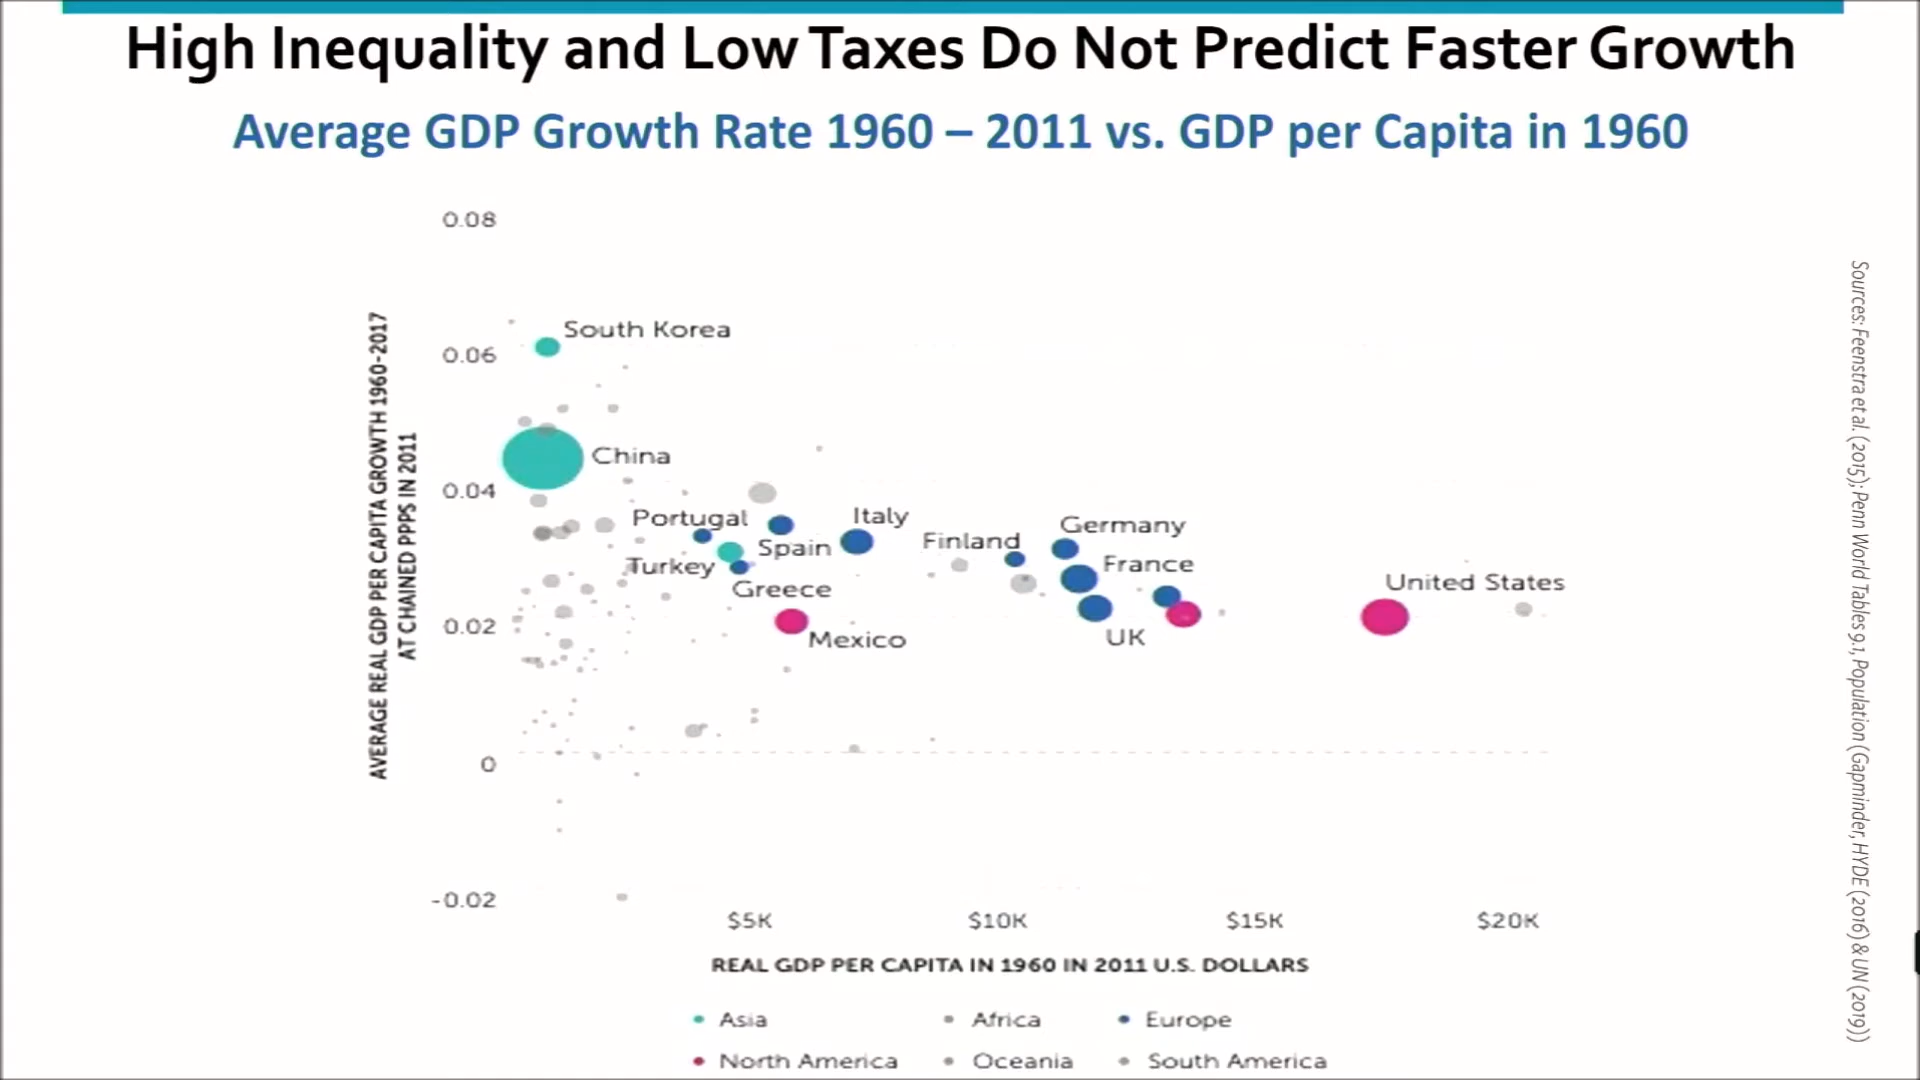 High Inequality and Low Taxes Do Not Predict Faster Growth
Average GDP Growth Rate 1960 – 2011 vs. GDP per Capita in 1960
0.08
0.06
0.04
0.02
0
-0.02
AVERAGE REAL GDP PER CAPITA GROWTH 1960-2017
AT CHAINED PPPS IN 2011
South Korea
China
Portugal
Spain
Italy
Turkey
Greece
Mexico
Finland
Germany
France
UK
United States
$5K
$10K
$15K
$20K
REAL GDP PER CAPITA IN 1960 IN 2011 U.S. DOLLARS
Asia
Africa
Europe
North America
Oceania
South America
Sources: Feenstra et al. (2015); Penn World Tables 9.1, Population (Gapminder, HYDE (2016) & UN (2019))